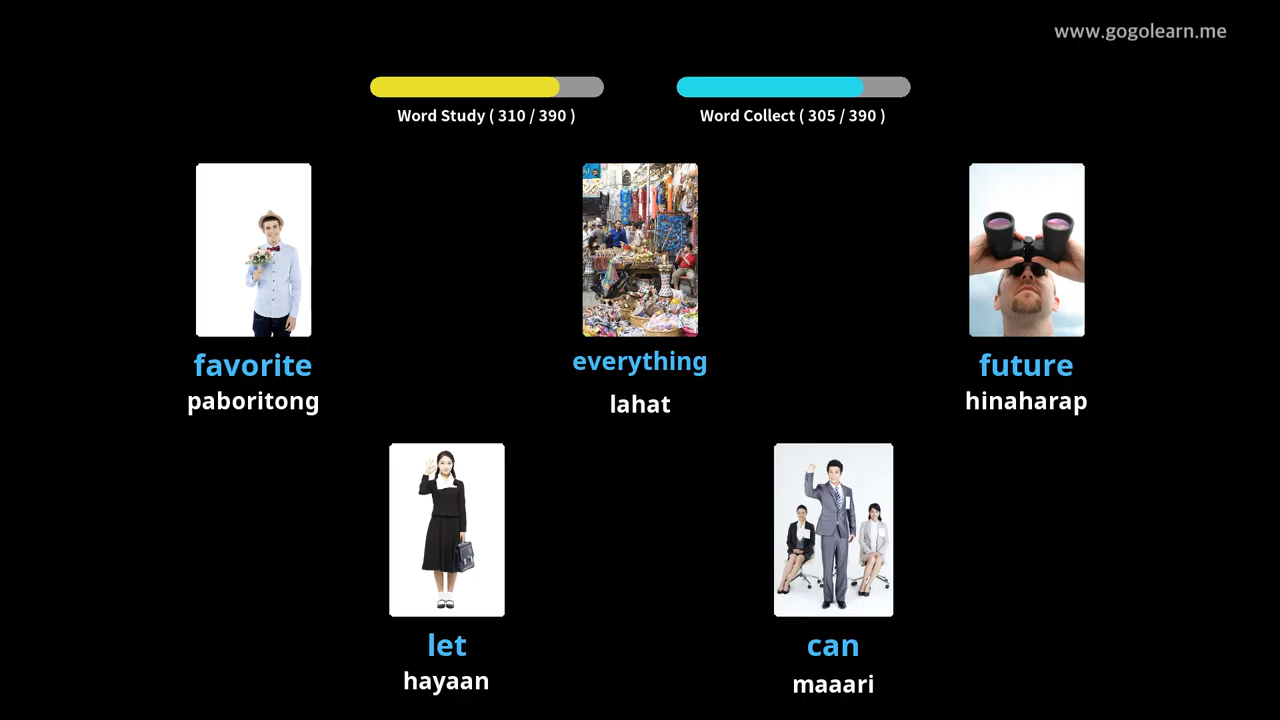 www.gogolearn.me
Word Study ( 310 / 390 )
Word Collect ( 305 / 390 )
favorite
paboritong
everything
lahat
future
hinaharap
let
hayaan
can
maaari